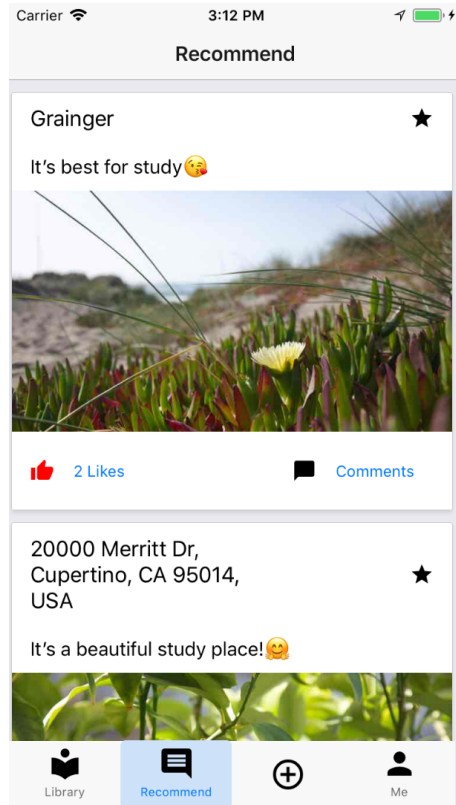 Carrier 3:12 PM
Recommend
Grainger
It’s best for study😘
2 Likes Comments
20000 Merritt Dr,
Cupertino, CA 95014,
USA
It’s a beautiful study place!🤗
Library Recommend Me